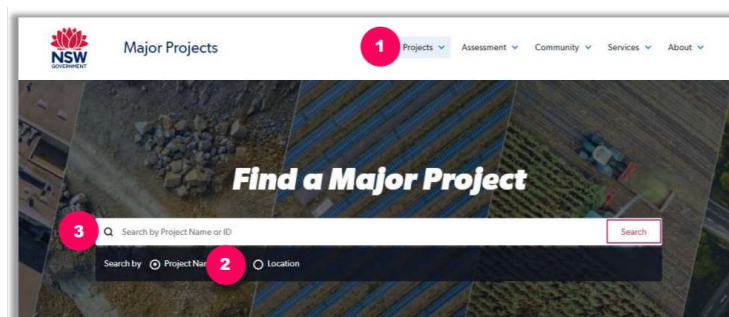 NSW
GOVERNMENT
Major Projects
1
Projects
Assessment
Community
Services
About
Find a Major Project
3
Search by Project Name or ID
Search
Search by
Project
2
Location